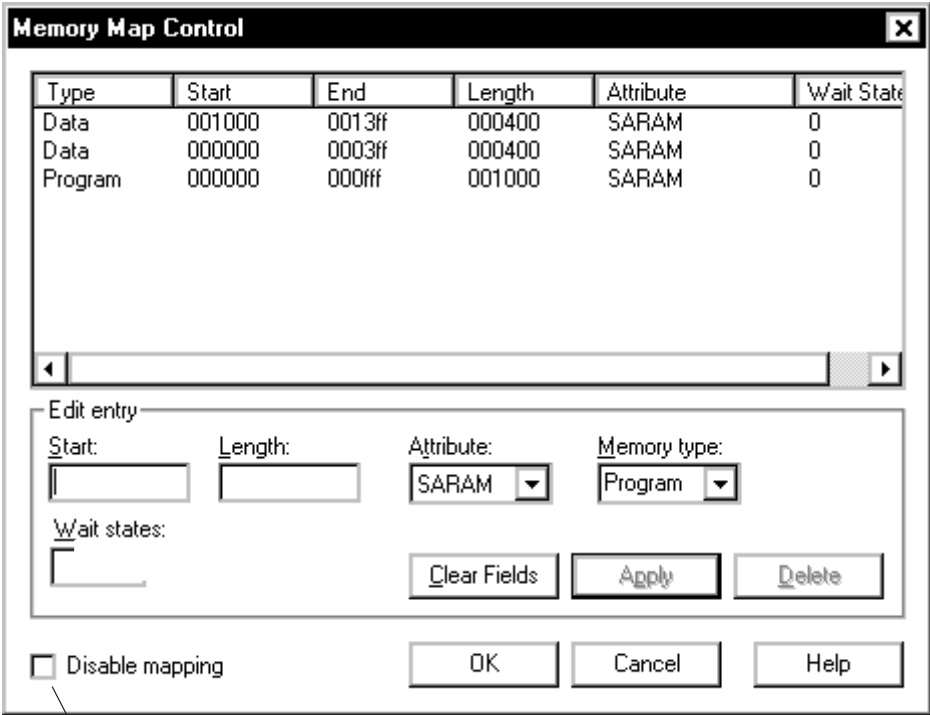 Memory Map Control
Type Start End Length Attribute Wait State
Data 001000 0013ff 000400 SARAM 0
Data 000000 0003ff 000400 SARAM 0
Program 000000 000fff 001000 SARAM 0
Edit entry
Start: Length: Attribute: Memory type:
SARAM Program
Wait states:
Clear Fields Apply Delete
Disable mapping OK Cancel Help